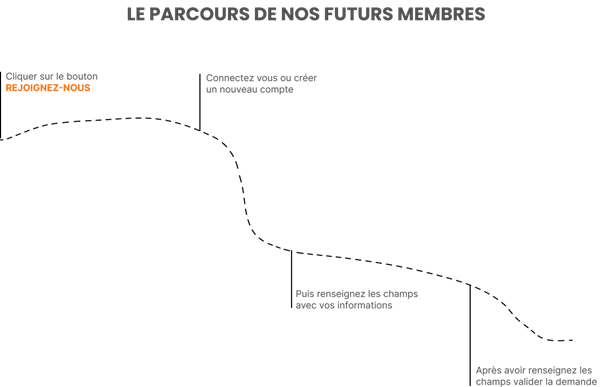 LE PARCOURS DE NOS FUTURS MEMBRES
Cliquer sur le bouton
REJOIGNEZ-NOUS
Connectez vous ou créer
un nouveau compte
Puis renseignez les champs
avec vos informations
Après avoir renseignez les
champs valider la demande